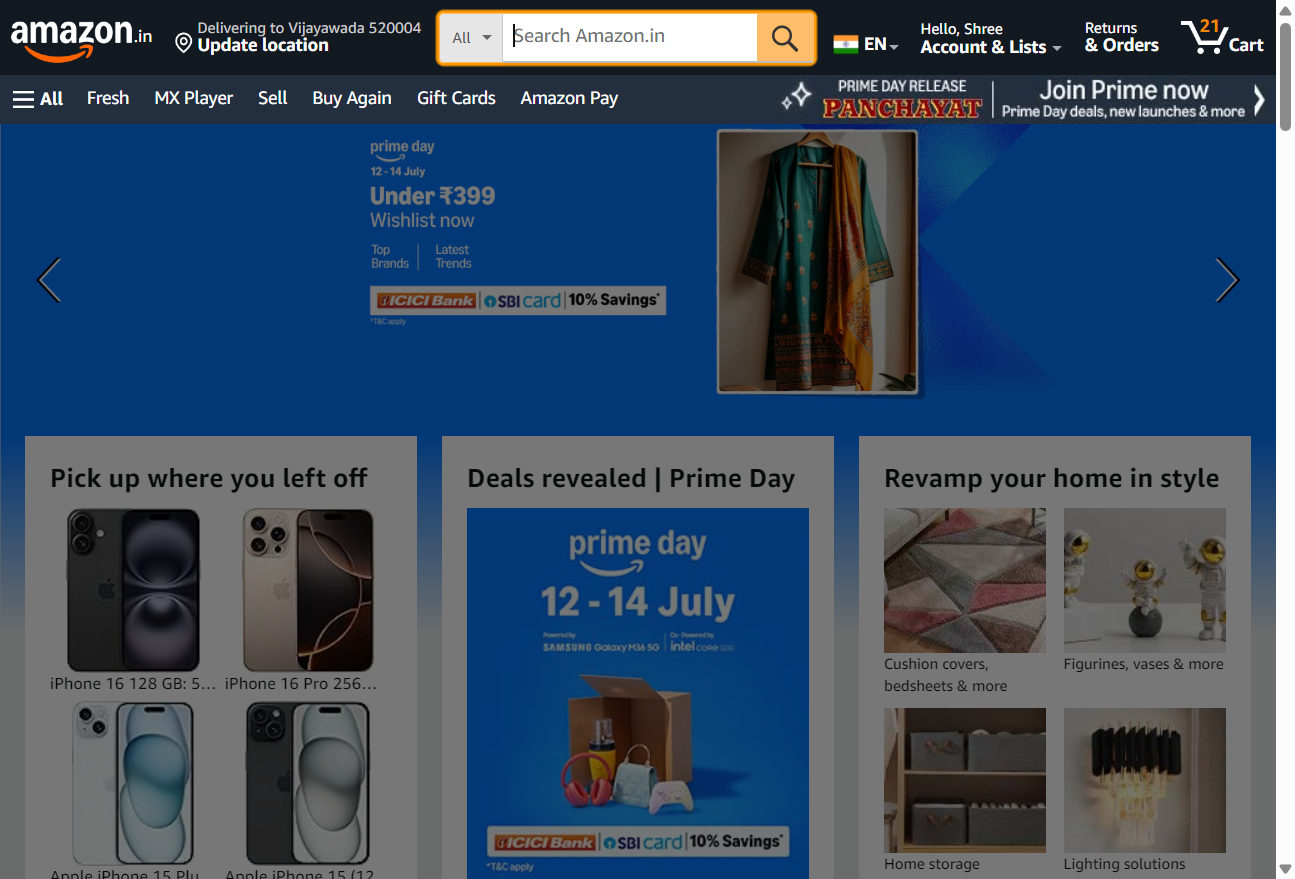 amazon.in
Delivering to Vijayawada 520004
Update location
All
Search Amazon.in
EN
Hello, Shree
Account & Lists
Returns
& Orders
21
Cart
All
Fresh
MX Player
Sell
Buy Again
Gift Cards
Amazon Pay
PRIME DAY RELEASE
PANCHAYAT
Join Prime now
Prime Day deals, new launches & more
prime day
12 - 14 July
Under ₹399
Wishlist now
Top
Brands
Latest
Trends
ICICI Bank
SBI card
10% Savings*
*T&C apply
Pick up where you left off
iPhone 16 128 GB: 5...
iPhone 16 Pro 256...
Apple iPhone 15 Plu
Apple iPhone 15 (12
Deals revealed | Prime Day
prime day
12 - 14 July
Powered by
SAMSUNG Galaxy M36 5G
Co - Powered by
intel core
ICICI Bank
SBI card
10% Savings*
*T&C apply
Revamp your home in style
Cushion covers,
bedsheets & more
Figurines, vases & more
Home storage
Lighting solutions